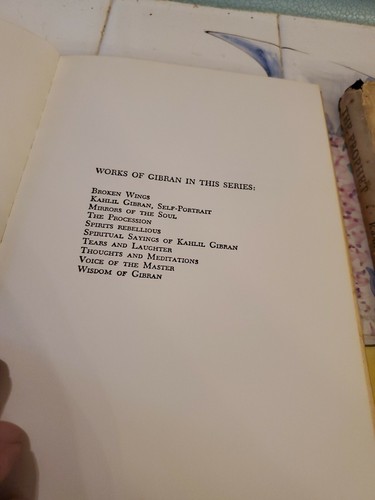 WORKS OF GIBRAN IN THIS SERIES:
BROKEN WINGS
KAHLIL GIBRAN, SELF-PORTRAIT
MIRRORS OF THE SOUL
THE PROCESSION
SPIRITS REBELLIOUS
SPIRITUAL SAYINGS OF KAHLIL GIBRAN
TEARS AND LAUGHTER
THOUGHTS AND MEDITATIONS
VOICE OF THE MASTER
WISDOM OF GIBRAN